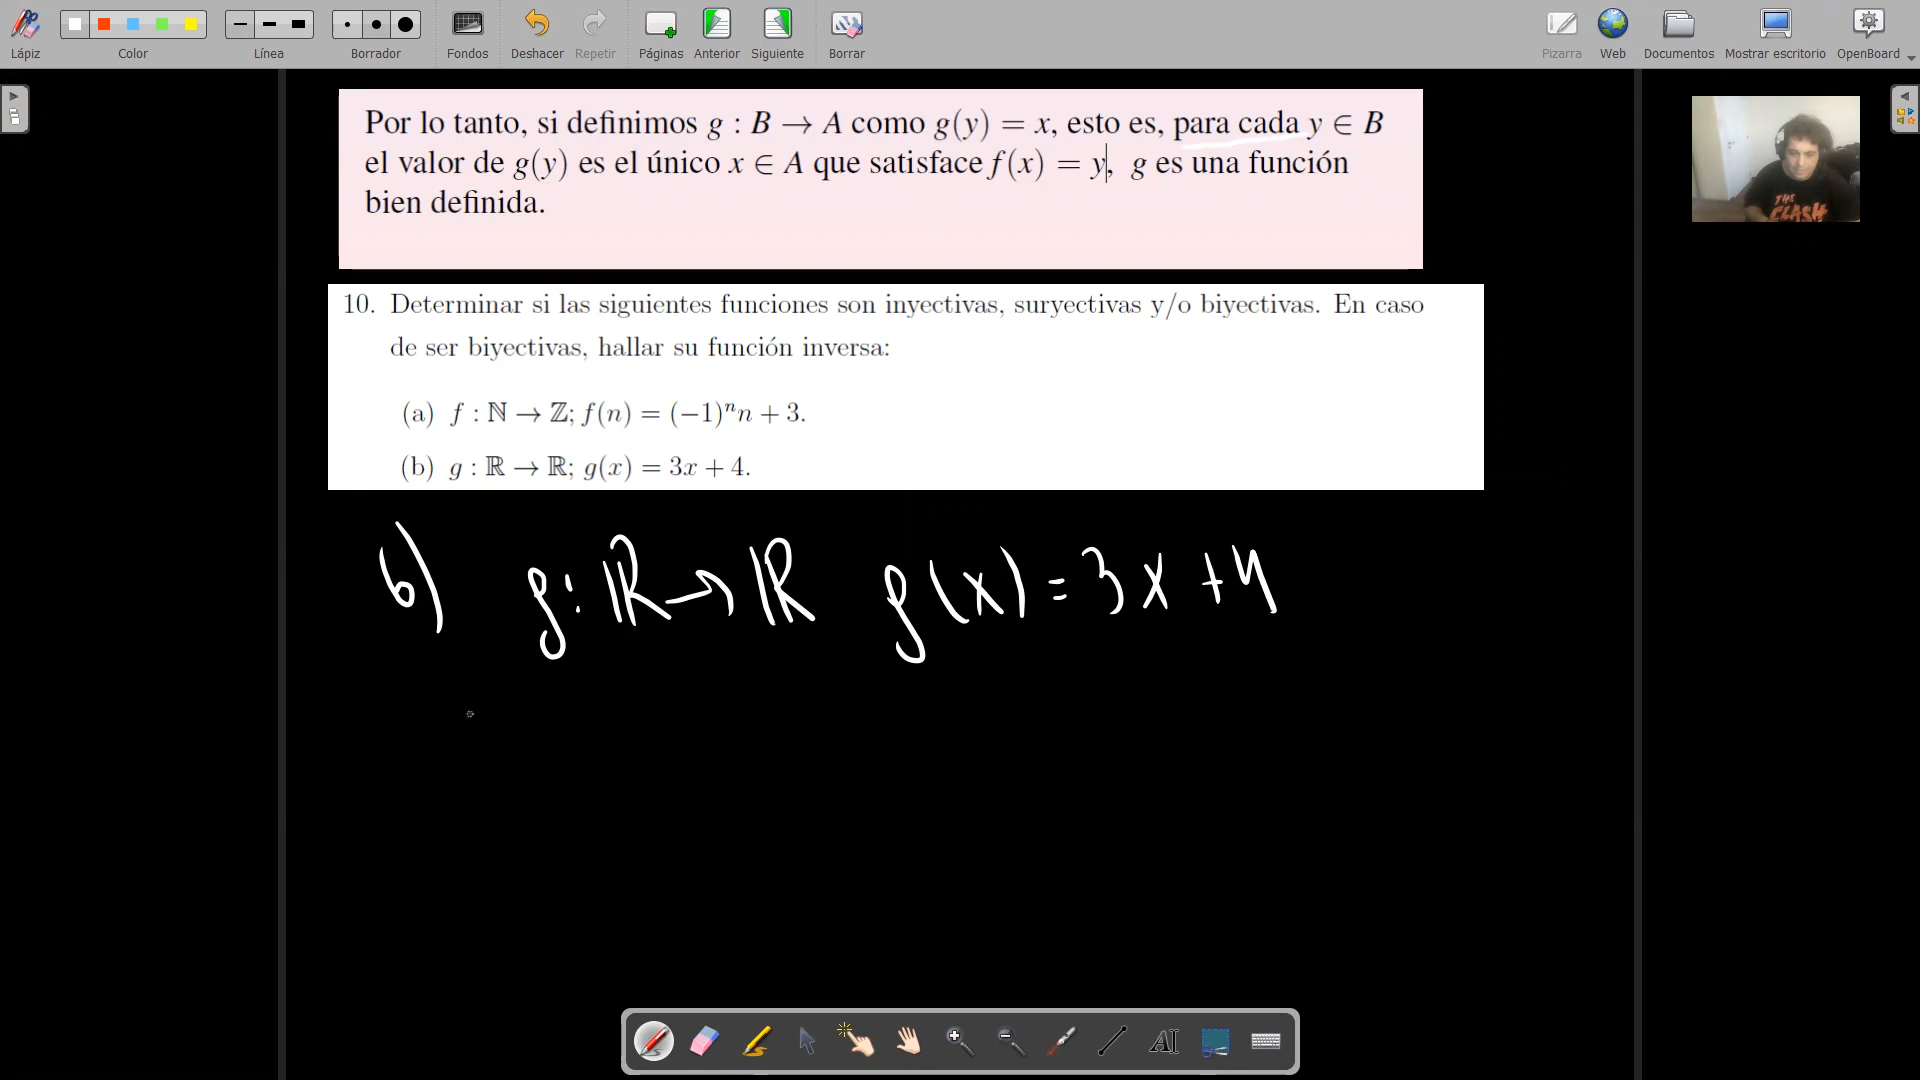 Lápiz Color Línea Borrador Fondos Deshacer Repetir Páginas Anterior Siguiente Borrar Pizarra Web Documentos Mostrar escritorio OpenBoard
Por lo tanto, si definimos g : B → A como g(y) = x, esto es, para cada y ∈ B
el valor de g(y) es el único x ∈ A que satisface f(x) = y, g es una función
bien definida.
THE
CLASH
10. Determinar si las siguientes funciones son inyectivas, suryectivas y/o biyectivas. En caso
de ser biyectivas, hallar su función inversa:
(a) f : ℕ → ℤ; f(n) = (−1)ⁿn + 3.
(b) g : ℝ → ℝ; g(x) = 3x + 4.
b) g: ℝ → ℝ g(x) = 3x + 4
AI